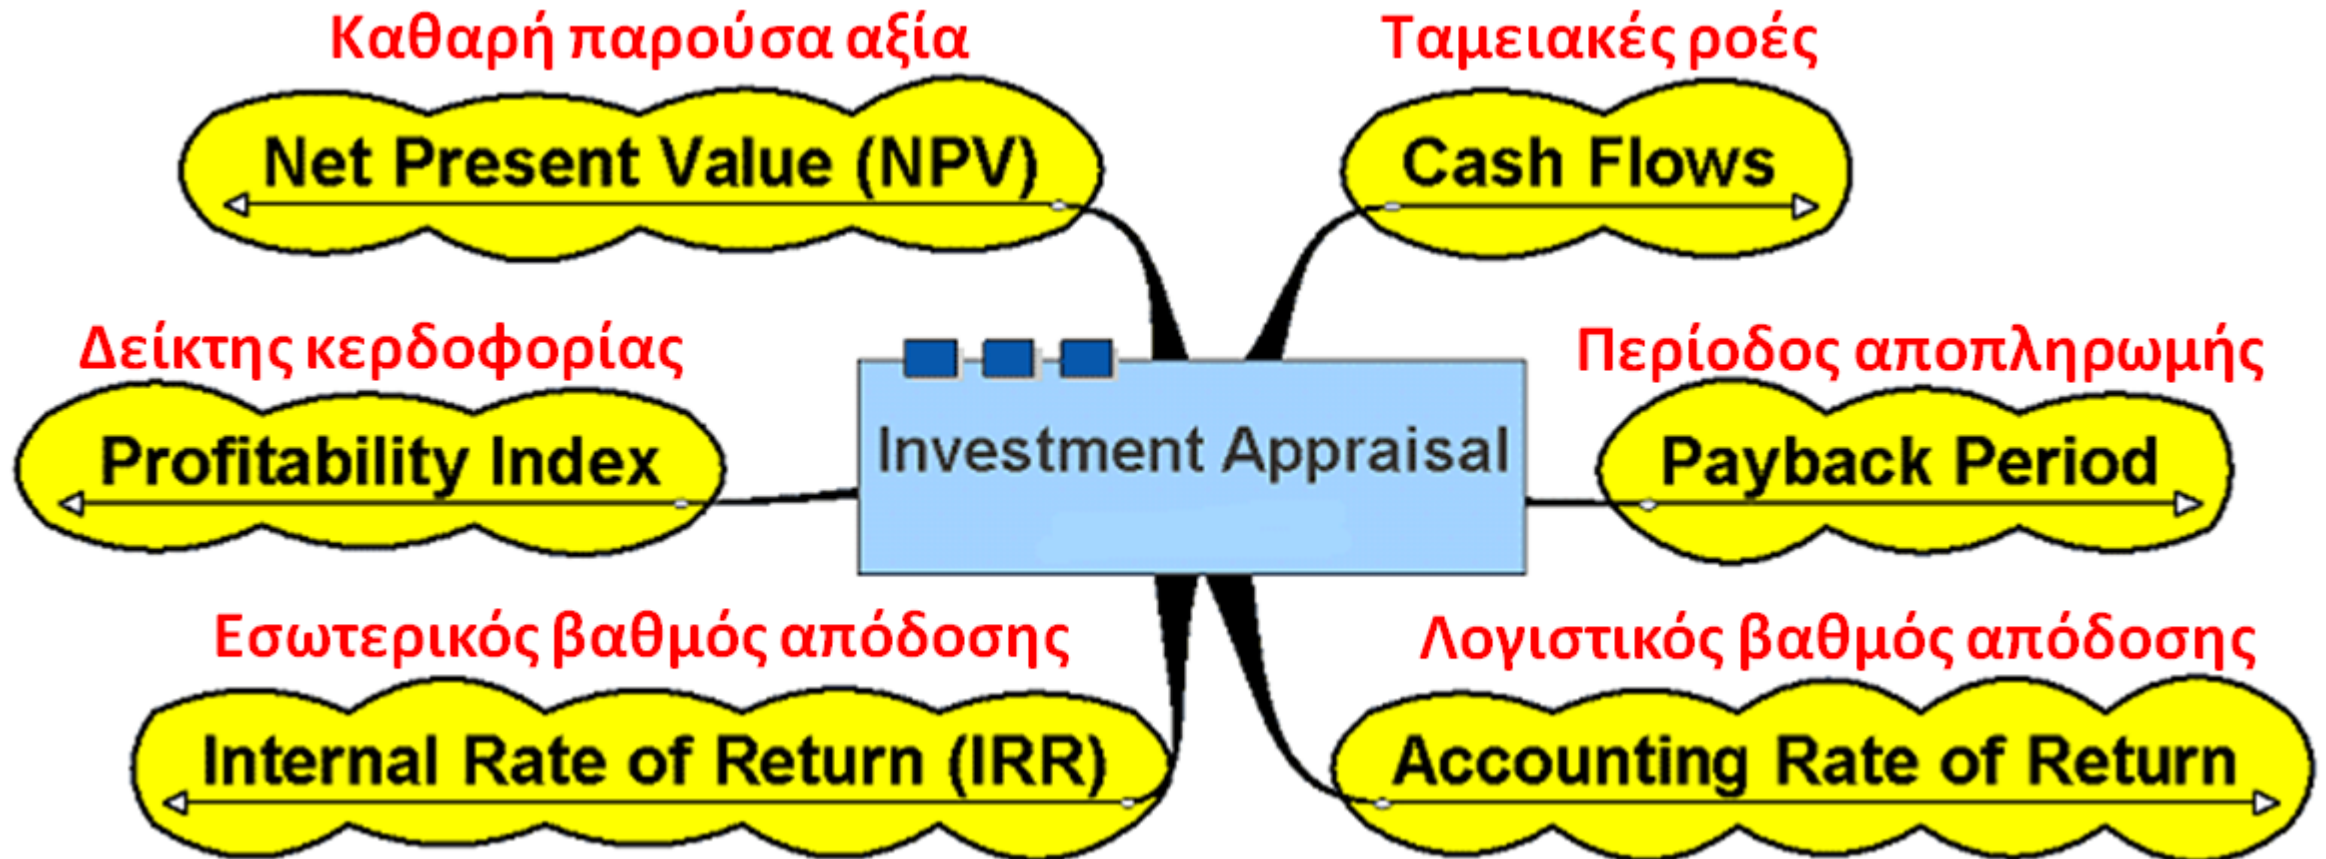 Καθαρή παρούσα αξία
Net Present Value (NPV)
Ταμειακές ροές
Cash Flows
Δείκτης κερδοφορίας
Profitability Index
Investment Appraisal
Περίοδος αποπληρωμής
Payback Period
Εσωτερικός βαθμός απόδοσης
Internal Rate of Return (IRR)
Λογιστικός βαθμός απόδοσης
Accounting Rate of Return